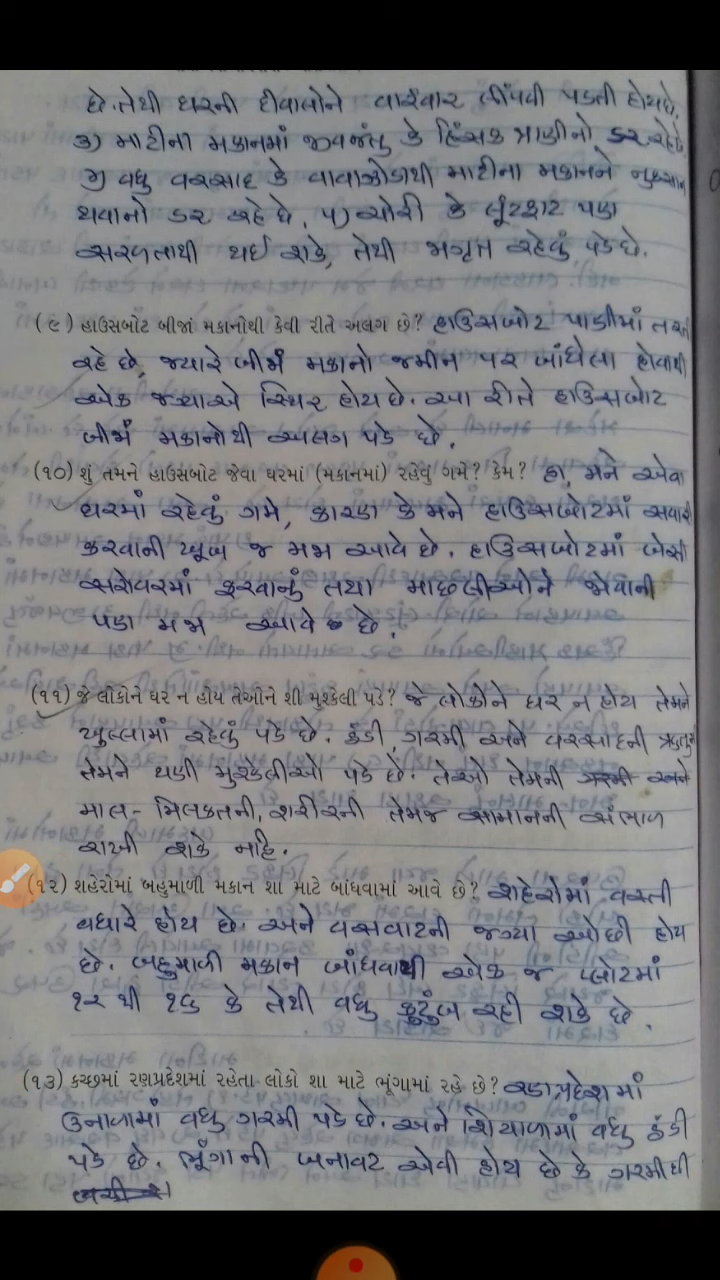 છે.તેથી ઘરની દીવાલોને વારંવાર લીંપવી પડતી હોય છે.
૩) માટીના મકાનમાં જીવજંતુ કે હિંસક પ્રાણીનો ડર રહે છે.
૪) વધુ વરસાદ કે વાવાઝોડાથી માટીના મકાનને નુકસાન
થવાનો ડર રહે છે. ૫) ચોરી કે લૂંટફાટ પણ
સરળતાથી થઈ શકે, તેથી જાગૃત રહેવું પડે છે.
(૯) હાઉસબોટ બીજાં મકાનોથી કેવી રીતે અલગ છે? હાઉસબોટ પાણીમાં તરતી
રહે છે, જ્યારે બીજાં મકાનો જમીન પર બાંધેલા હોવાથી
એક જગ્યાએ સ્થિર હોય છે. આ રીતે હાઉસબોટ
બીજાં મકાનોથી અલગ પડે છે.
(૧૦) શું તમને હાઉસબોટ જેવા ઘરમાં (મકાનમાં) રહેવું ગમે? કેમ? હા, મને એવા
ઘરમાં રહેવું ગમે, કારણ કે મને હાઉસબોટમાં સવારી
કરવાની ખૂબ જ મજા આવે છે. હાઉસબોટમાં બેસી
સરોવરમાં ફરવાનું તથા માછલીઓને જોવાની
પણ મજા આવે છે.
(૧૧) જે લોકોને ઘર ન હોય તેઓને શી મુશ્કેલી પડે? જે લોકોને ઘર ન હોય તેમને
ખુલ્લામાં રહેવું પડે છે. ઠંડી, ગરમી અને વરસાદની ઋતુમાં
તેમને ઘણી મુશ્કેલીઓ પડે છે. તેઓ તેમની
માલ-મિલકતની, શરીરની તેમજ સામાનની સંભાળ
રાખી શકે નહિ.
(૧૨) શહેરોમાં બહુમાળી મકાન શા માટે બાંધવામાં આવે છે? શહેરોમાં વસ્તી
વધારે હોય છે. અને વસવાટની જગ્યા ઓછી હોય
છે. બહુમાળી મકાન બાંધવાથી એક જ પ્લોટમાં
૧૨ થી ૧૬ કે તેથી વધુ કુટુંબ રહી શકે છે.
(૧૩) કચ્છમાં રણપ્રદેશમાં રહેતા લોકો શા માટે ભૂંગામાં રહે છે? રણપ્રદેશમાં
ઉનાળામાં વધુ ગરમી પડે છે. અને શિયાળામાં વધુ ઠંડી
પડે છે. ભૂંગાની બનાવટ એવી હોય છે કે ગરમીથી